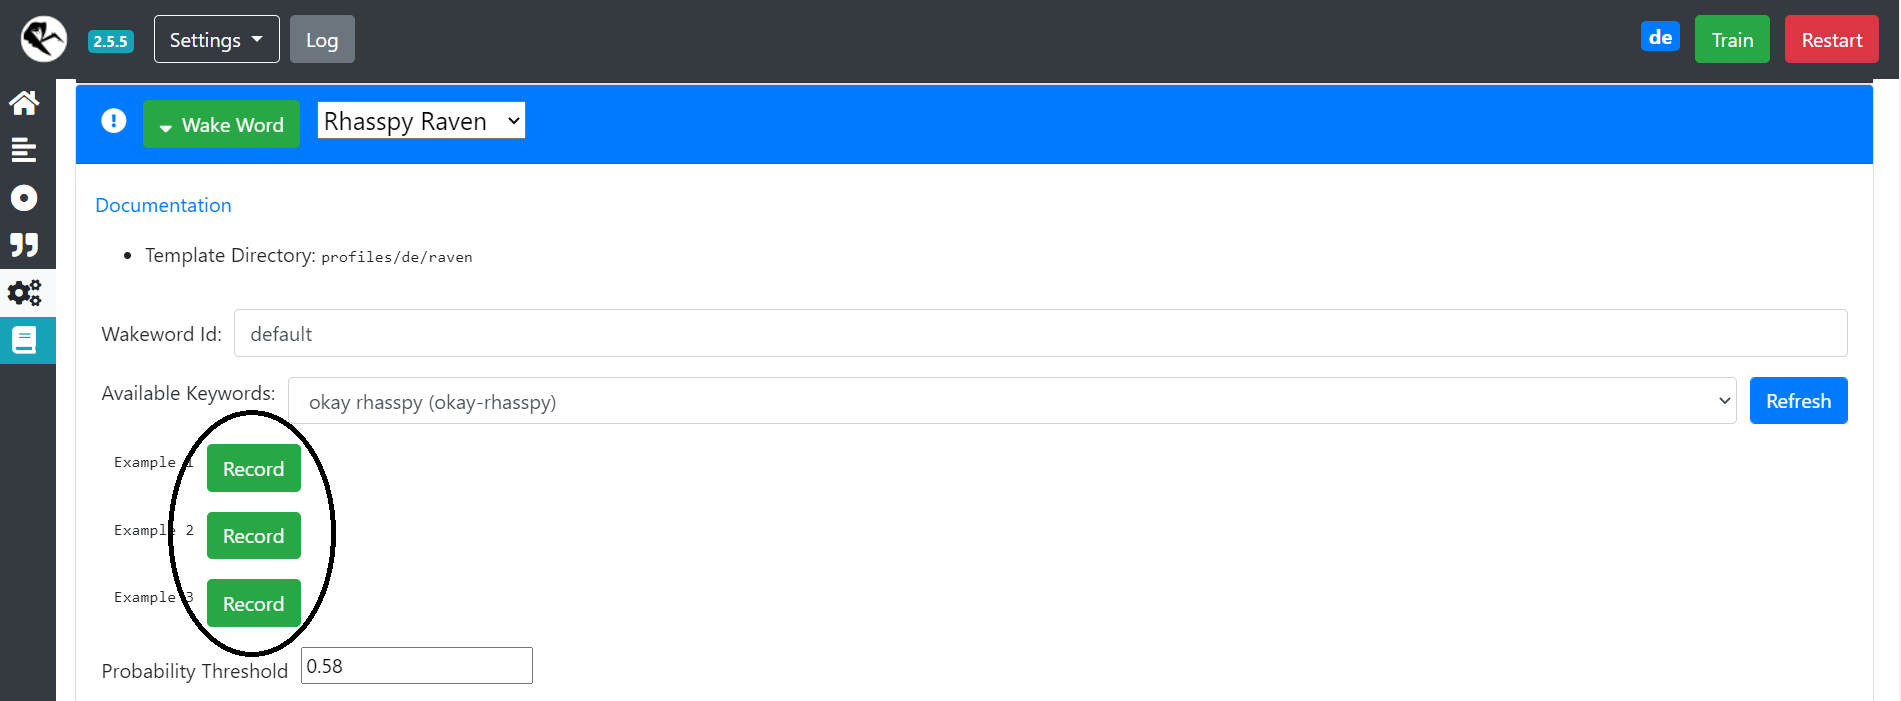 2.5.5 Settings Log de Train Restart
Wake Word Rhasspy Raven
Documentation
Template Directory: profiles/de/raven
Wakeword Id: default
Available Keywords: okay rhasspy (okay-rhasspy) Refresh
Example 1 Record
Example 2 Record
Example 3 Record
Probability Threshold 0.58